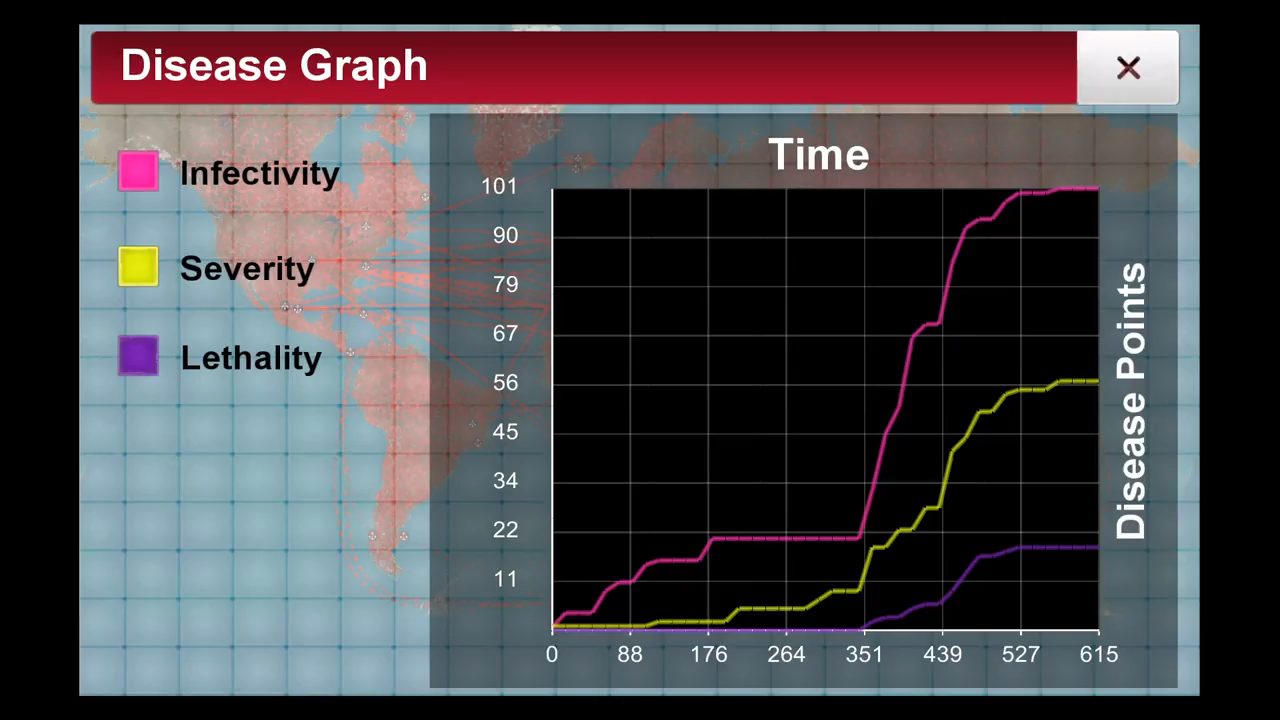 Disease Graph
×
Infectivity
Severity
Lethality
Time
101
90
79
67
56
45
34
22
11
0 88 176 264 351 439 527 615
Disease Points